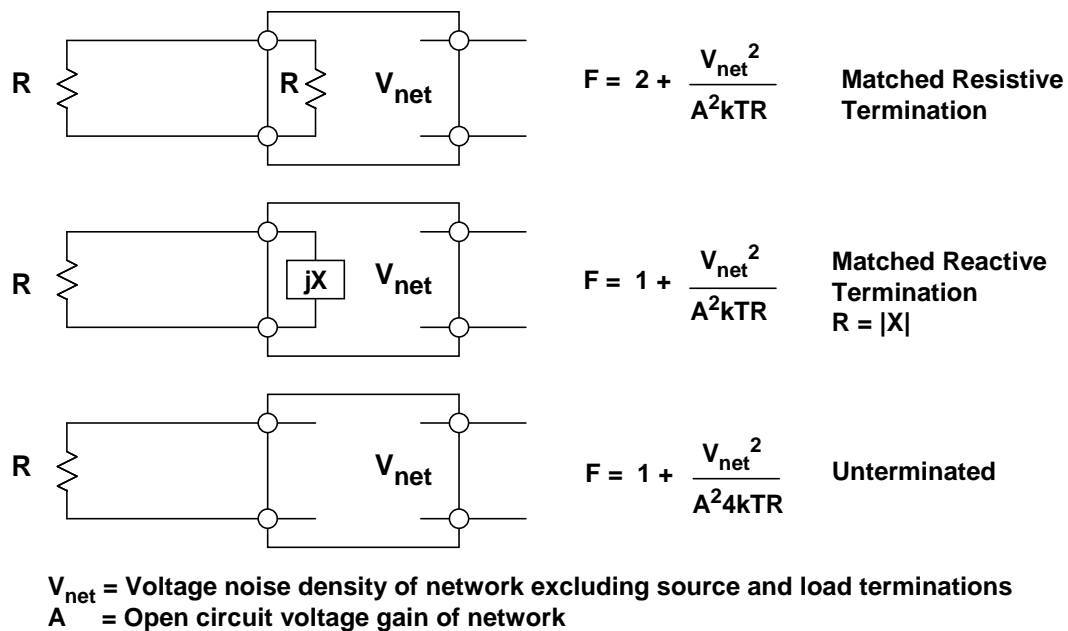 R
R
V_net
F = 2 + V_net^2 / A^2kTR
Matched Resistive
Termination
R
jX
V_net
F = 1 + V_net^2 / A^2kTR
Matched Reactive
Termination
R = |X|
R
V_net
F = 1 + V_net^2 / A^2 4kTR
Unterminated
V_net = Voltage noise density of network excluding source and load terminations
A = Open circuit voltage gain of network